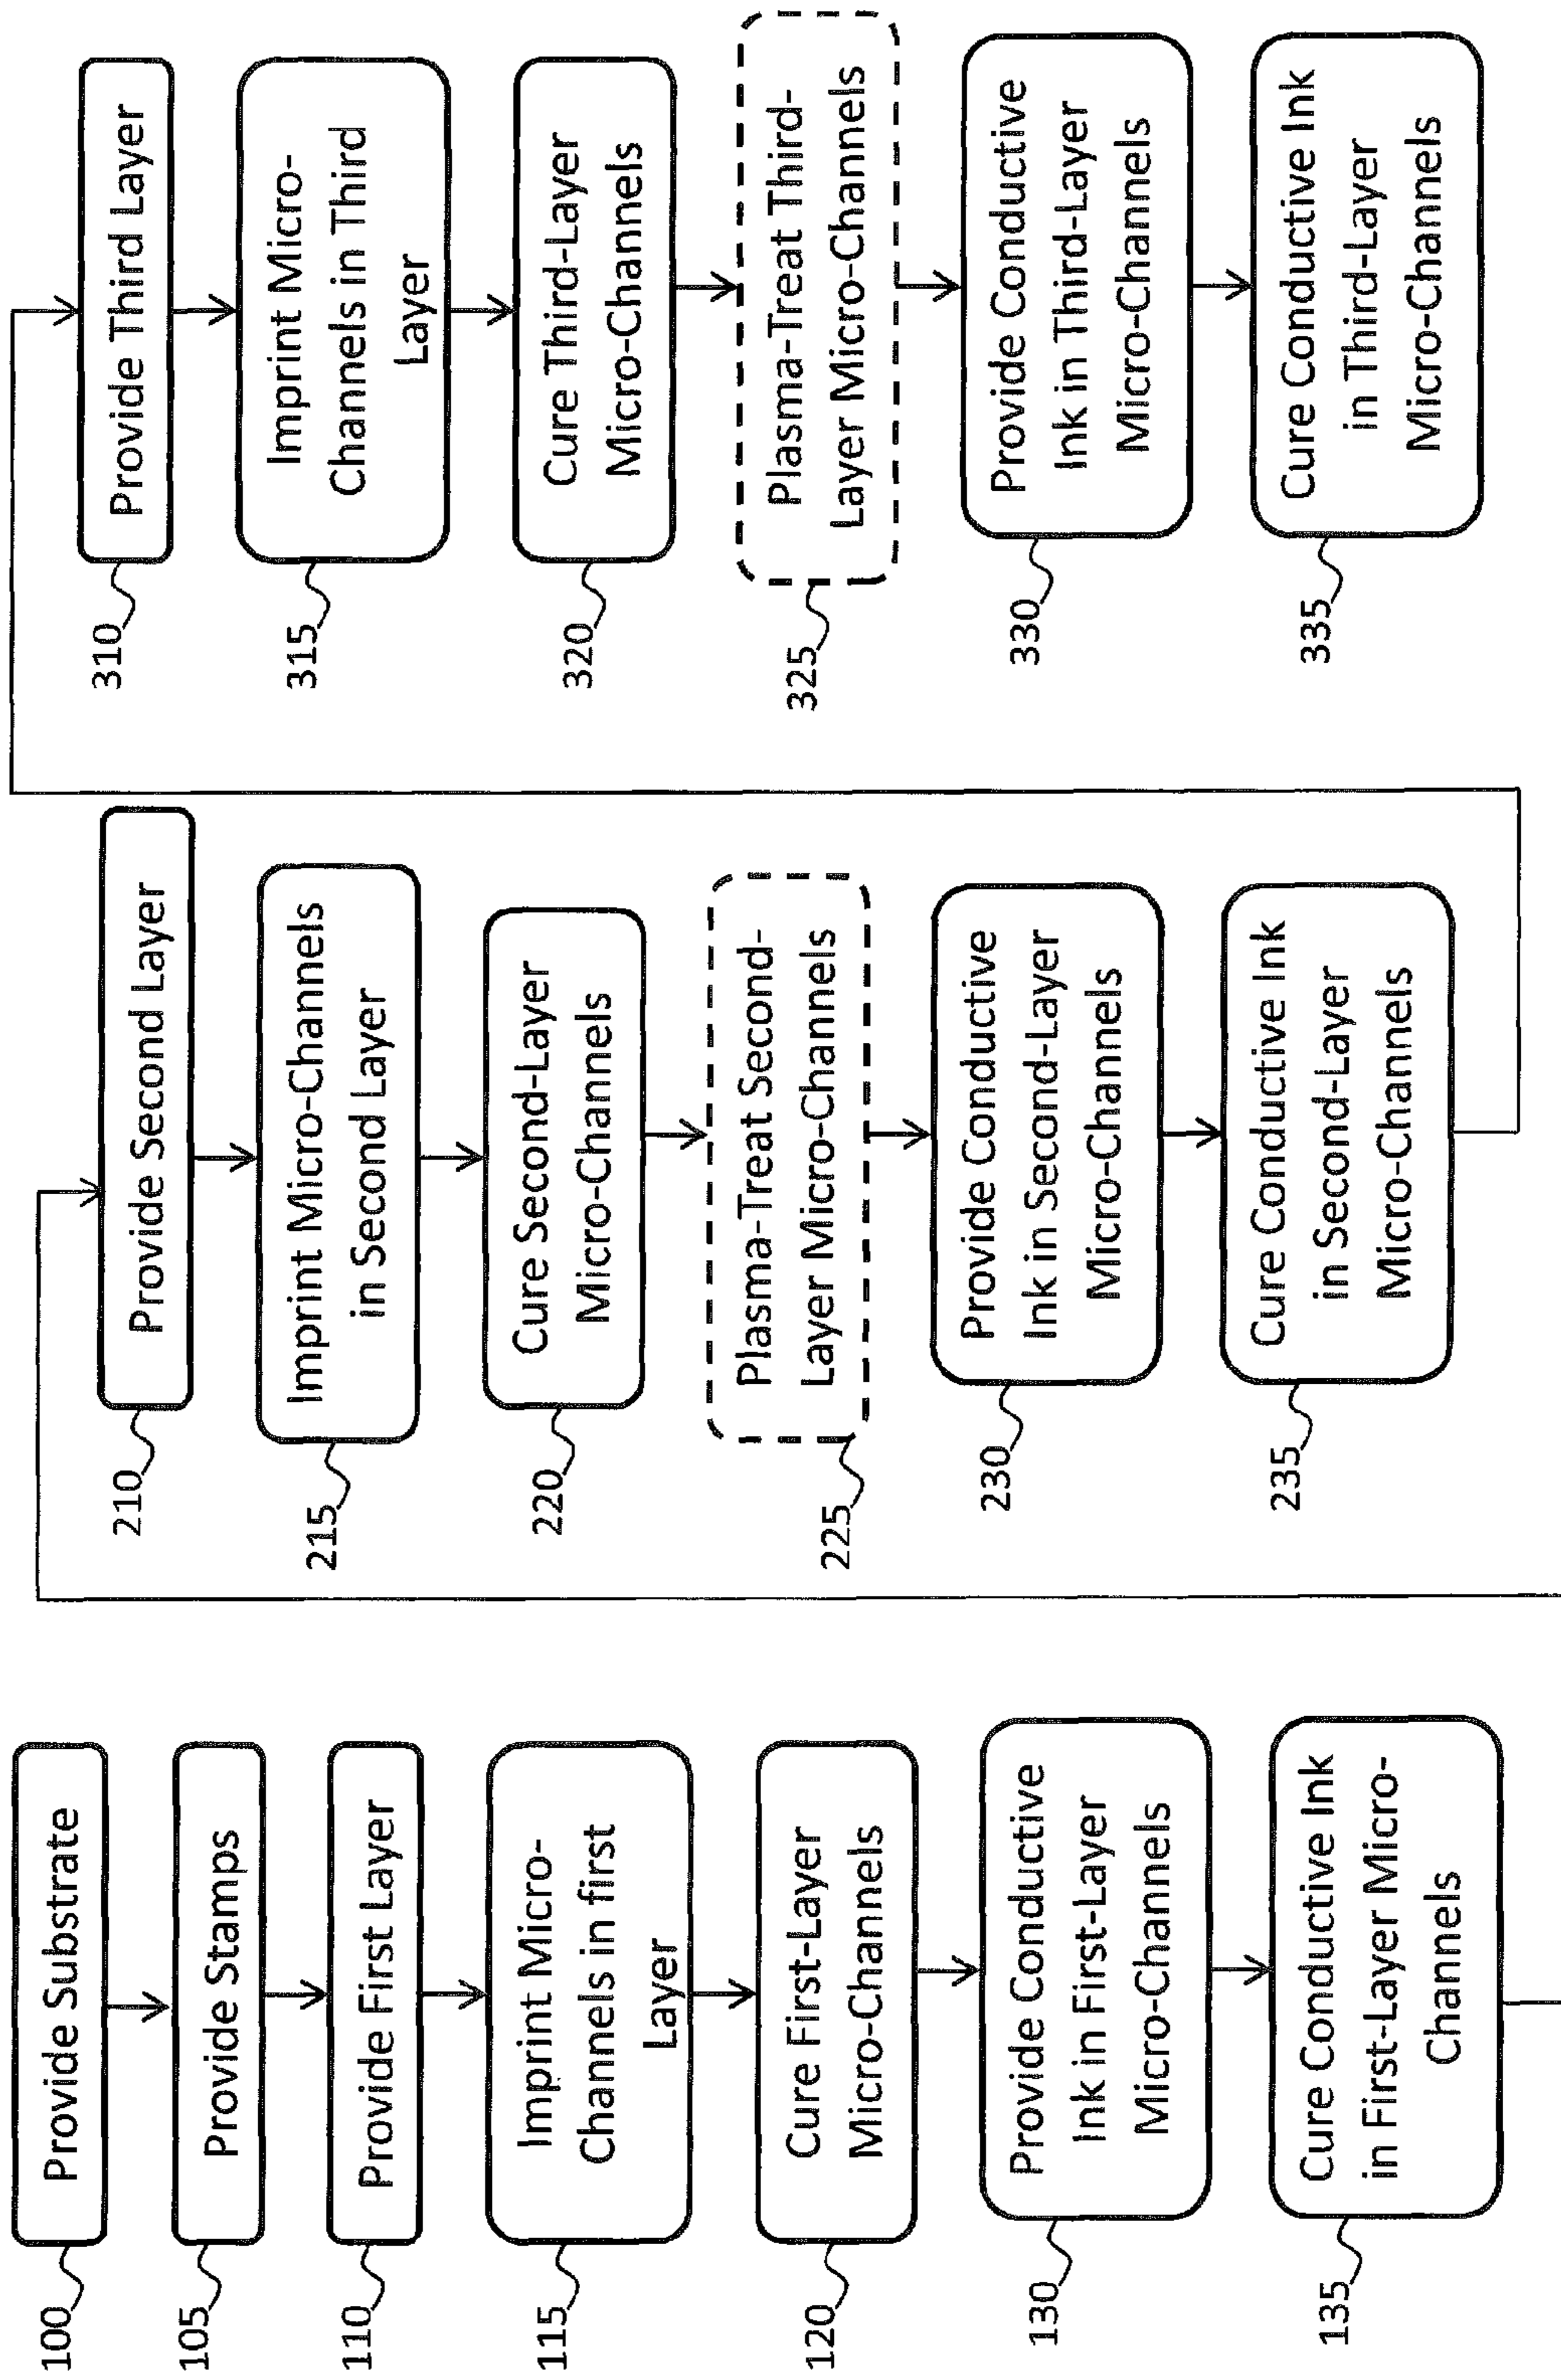 100
Provide Substrate
105
Provide Stamps
110
Provide First Layer
115
Imprint Micro-
Channels in first
Layer
120
Cure First-Layer
Micro-Channels
130
Provide Conductive
Ink in First-Layer
Micro-Channels
135
Cure Conductive Ink
in First-Layer Micro-
Channels
210
Provide Second Layer
215
Imprint Micro-Channels
in Second Layer
220
Cure Second-Layer
Micro-Channels
225
Plasma-Treat Second-
Layer Micro-Channels
230
Provide Conductive
Ink in Second-Layer
Micro-Channels
235
Cure Conductive Ink
in Second-Layer
Micro-Channels
310
Provide Third Layer
315
Imprint Micro-
Channels in Third
Layer
320
Cure Third-Layer
Micro-Channels
325
Plasma-Treat Third-
Layer Micro-Channels
330
Provide Conductive
Ink in Third-Layer
Micro-Channels
335
Cure Conductive Ink
in Third-Layer
Micro-Channels